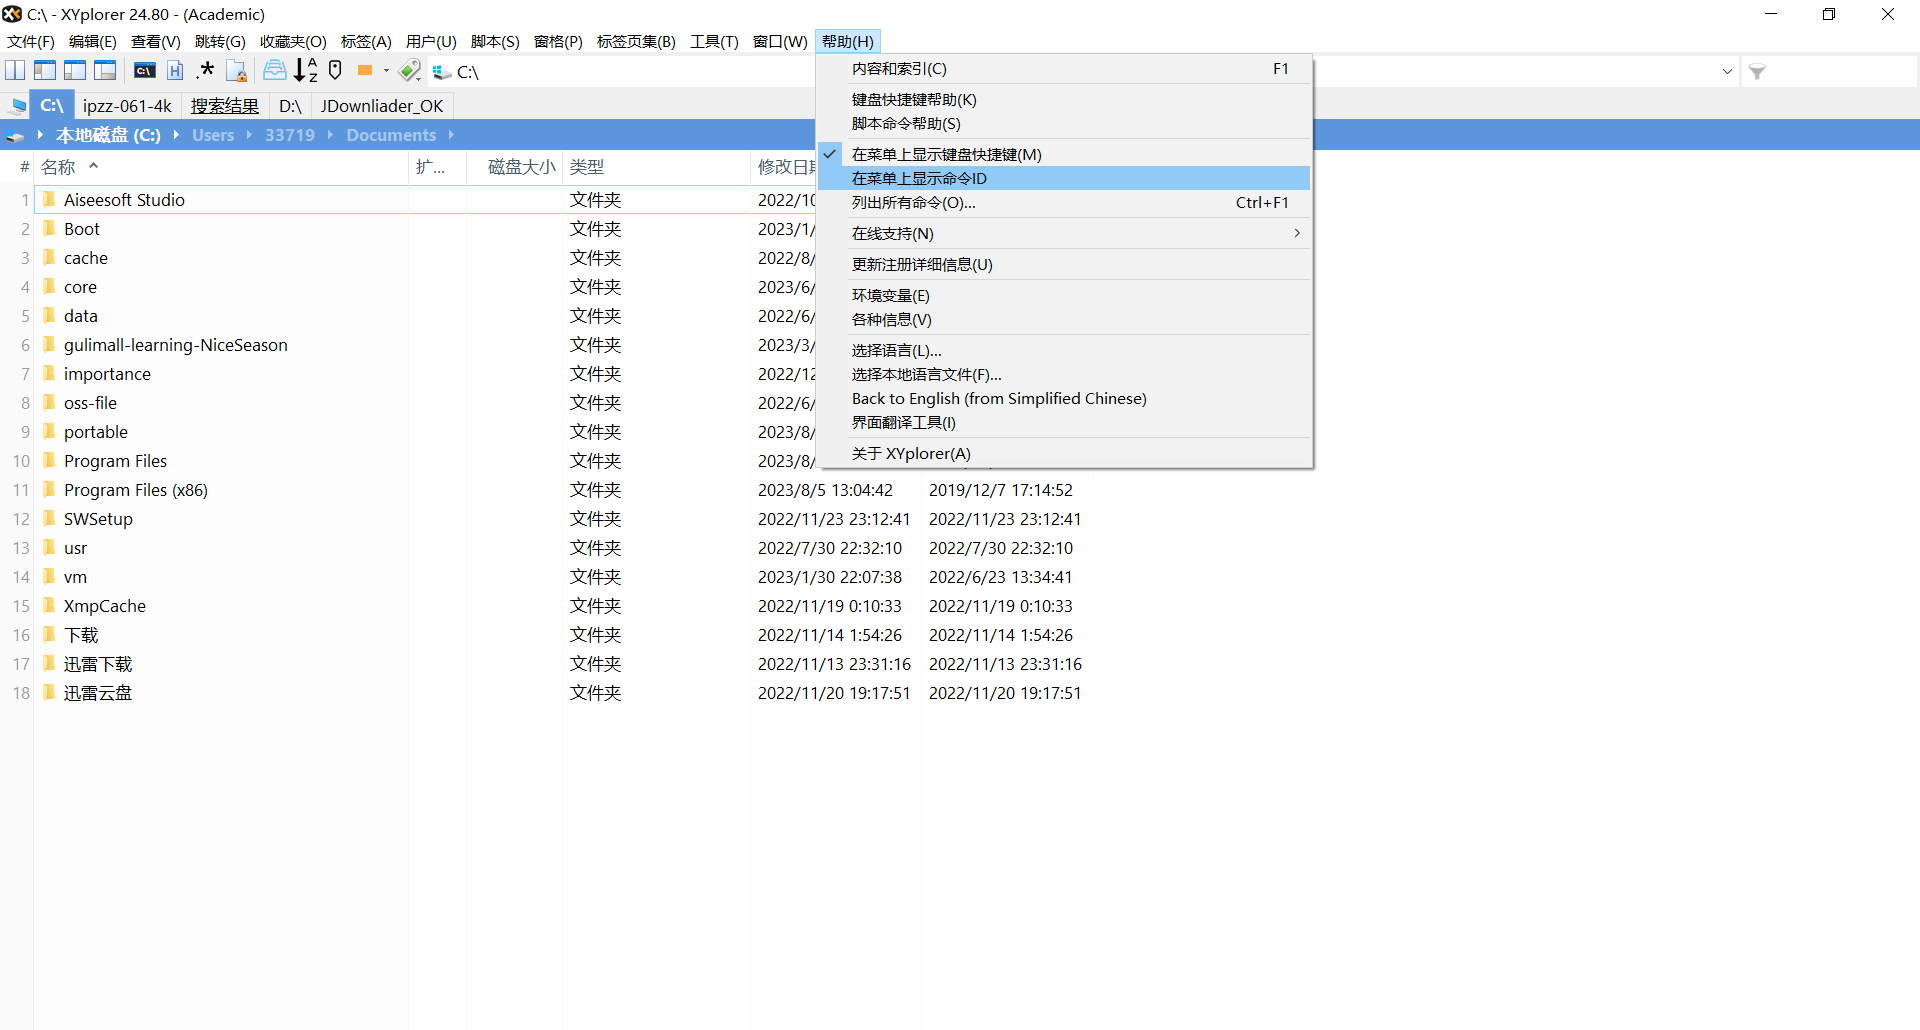 C:\ - XYplorer 24.80 - (Academic)
文件(F) 编辑(E) 查看(V) 跳转(G) 收藏夹(O) 标签(A) 用户(U) 脚本(S) 窗格(P) 标签页集(B) 工具(T) 窗口(W) 帮助(H)
C:\
C:\ ipzz-061-4k 搜索结果 D:\ JDownliader_OK
本地磁盘 (C:) Users 33719 Documents
# 名称 扩... 磁盘大小 类型 修改日期
1 Aiseesoft Studio 文件夹 2022/10
2 Boot 文件夹 2023/1/
3 cache 文件夹 2022/8/
4 core 文件夹 2023/6/
5 data 文件夹 2022/6/
6 gulimall-learning-NiceSeason 文件夹 2023/3/
7 importance 文件夹 2022/12
8 oss-file 文件夹 2022/6/
9 portable 文件夹 2023/8/
10 Program Files 文件夹 2023/8/
11 Program Files (x86) 文件夹 2023/8/5 13:04:42 2019/12/7 17:14:52
12 SWSetup 文件夹 2022/11/23 23:12:41 2022/11/23 23:12:41
13 usr 文件夹 2022/7/30 22:32:10 2022/7/30 22:32:10
14 vm 文件夹 2023/1/30 22:07:38 2022/6/23 13:34:41
15 XmpCache 文件夹 2022/11/19 0:10:33 2022/11/19 0:10:33
16 下载 文件夹 2022/11/14 1:54:26 2022/11/14 1:54:26
17 迅雷下载 文件夹 2022/11/13 23:31:16 2022/11/13 23:31:16
18 迅雷云盘 文件夹 2022/11/20 19:17:51 2022/11/20 19:17:51
内容和索引(C) F1
键盘快捷键帮助(K)
脚本命令帮助(S)
在菜单上显示键盘快捷键(M)
在菜单上显示命令ID
列出所有命令(O)... Ctrl+F1
在线支持(N)
更新注册详细信息(U)
环境变量(E)
各种信息(V)
选择语言(L)...
选择本地语言文件(F)...
Back to English (from Simplified Chinese)
界面翻译工具(I)
关于 XYplorer(A)